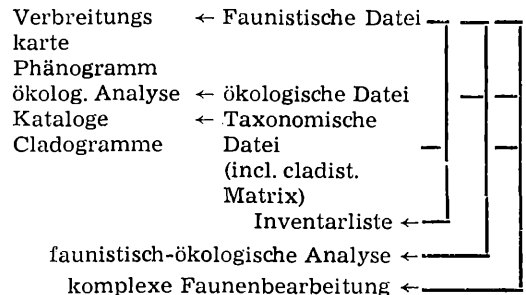 Verbreitungs ← Faunistische Datei
karte
Phänogramm
ökolog. Analyse ← ökologische Datei
Kataloge ← Taxonomische
Cladogramme Datei
(incl. cladist.
Matrix)
Inventarliste ←
faunistisch-ökologische Analyse ←
komplexe Faunenbearbeitung ←